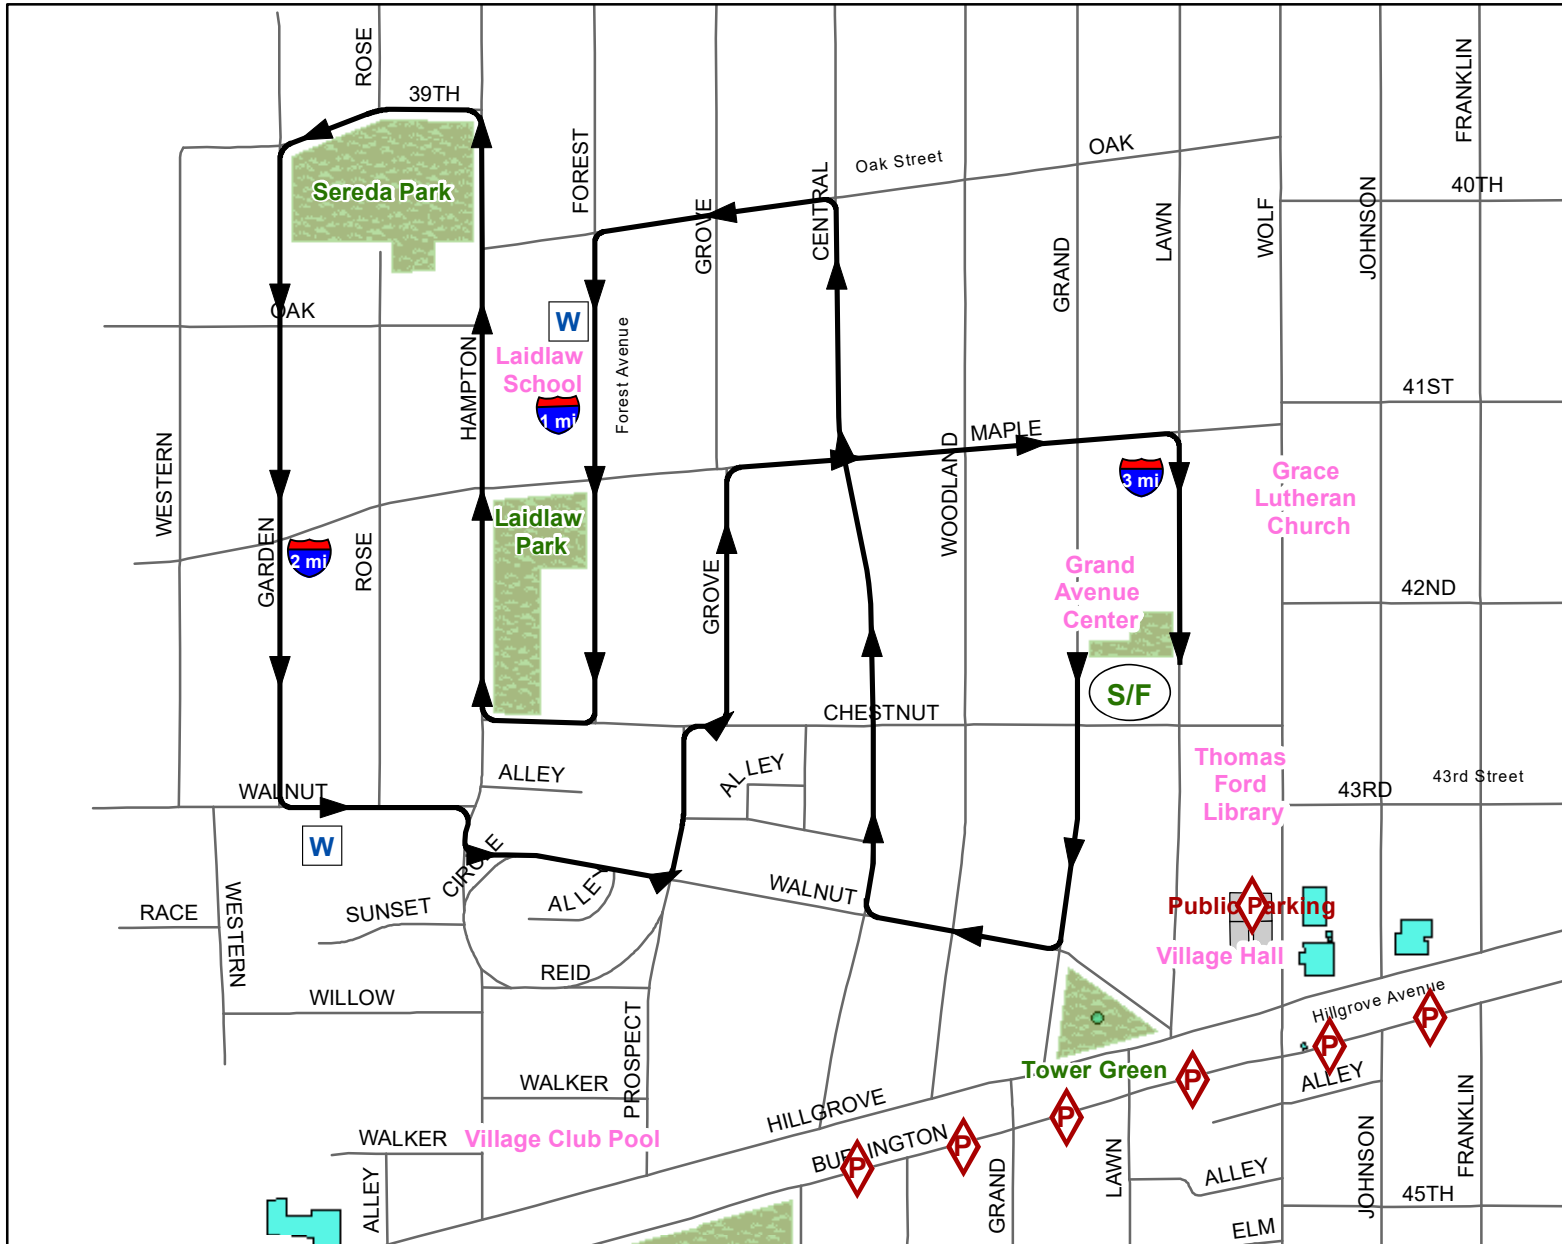 ROSE
39TH
FRANKLIN
FOREST
OAK
Oak Street
Sereda Park
CENTRAL
40TH
GROVE
LAWN
WOLF
JOHNSON
GRAND
OAK
W
Forest Avenue
HAMPTON
Laidlaw
School
1 mi
41ST
MAPLE
WESTERN
WOODLAND
3 mi
Grace
Lutheran
Church
Laidlaw
Park
GARDEN
2 mi
ROSE
GROVE
Grand
Avenue
Center
42ND
S/F
CHESTNUT
ALLEY
ALLEY
Thomas
Ford
Library
43rd Street
43RD
WALNUT
W
CIRCLE
ALLEY
WALNUT
RACE
SUNSET
WESTERN
Public Parking
Village Hall
REID
WILLOW
Hillgrove Avenue
P
P
PROSPECT
Tower Green
WALKER
P
ALLEY
HILLGROVE
P
FRANKLIN
WALKER
Village Club Pool
BURLINGTON
P
P
ALLEY
GRAND
LAWN
ALLEY
JOHNSON
45TH
ELM